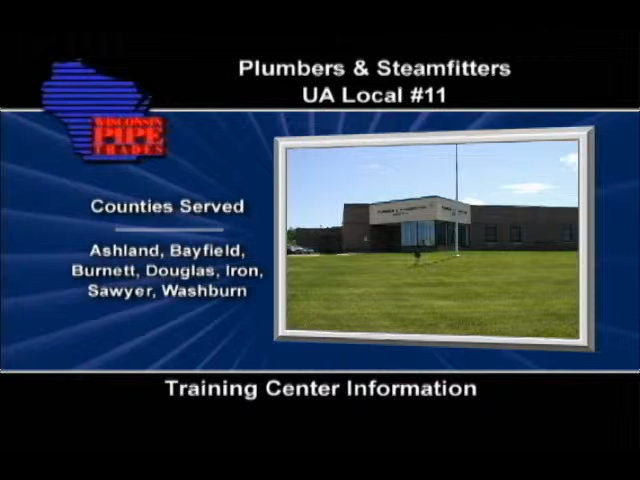 Plumbers & Steamfitters
UA Local #11
WISCONSIN
PIPE
TRADES
Counties Served
Ashland, Bayfield,
Burnett, Douglas, Iron,
Sawyer, Washburn
Training Center Information